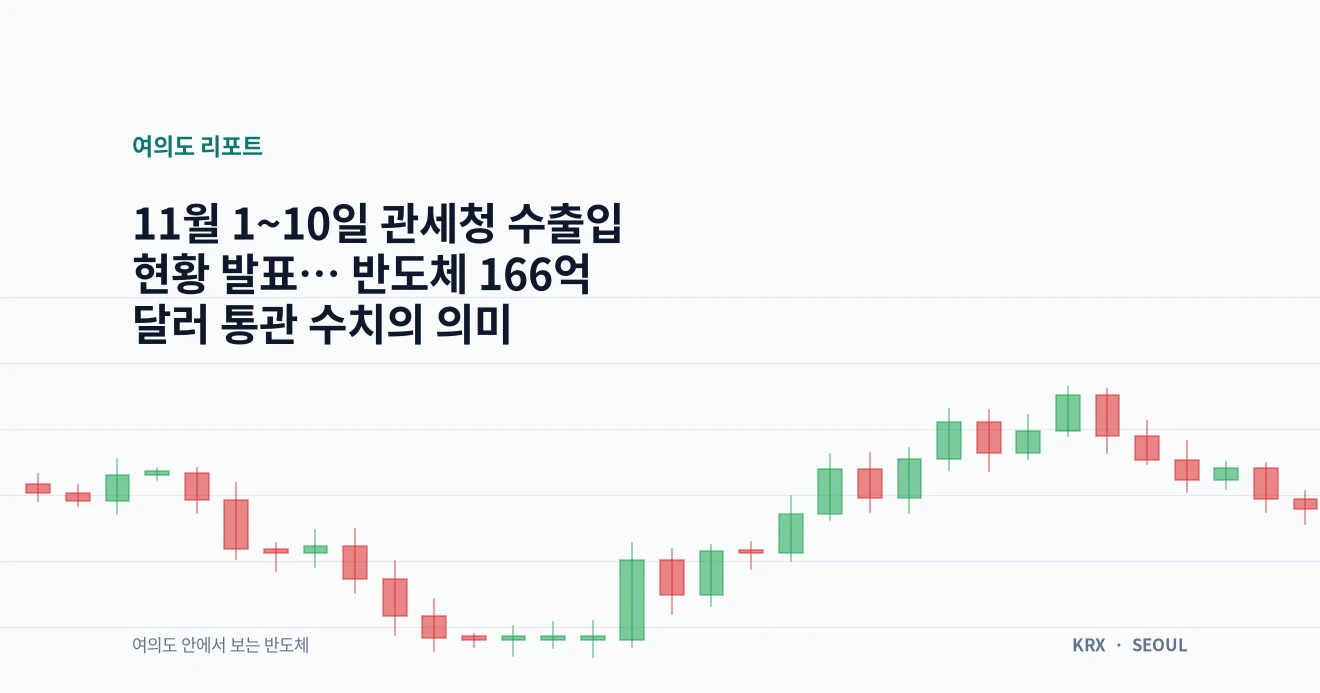 여의도 리포트
11월 1~10일 관세청 수출입
현황 발표… 반도체 166억
달러 통관 수치의 의미
여의도 안에서 보는 반도체
KRX · SEOUL